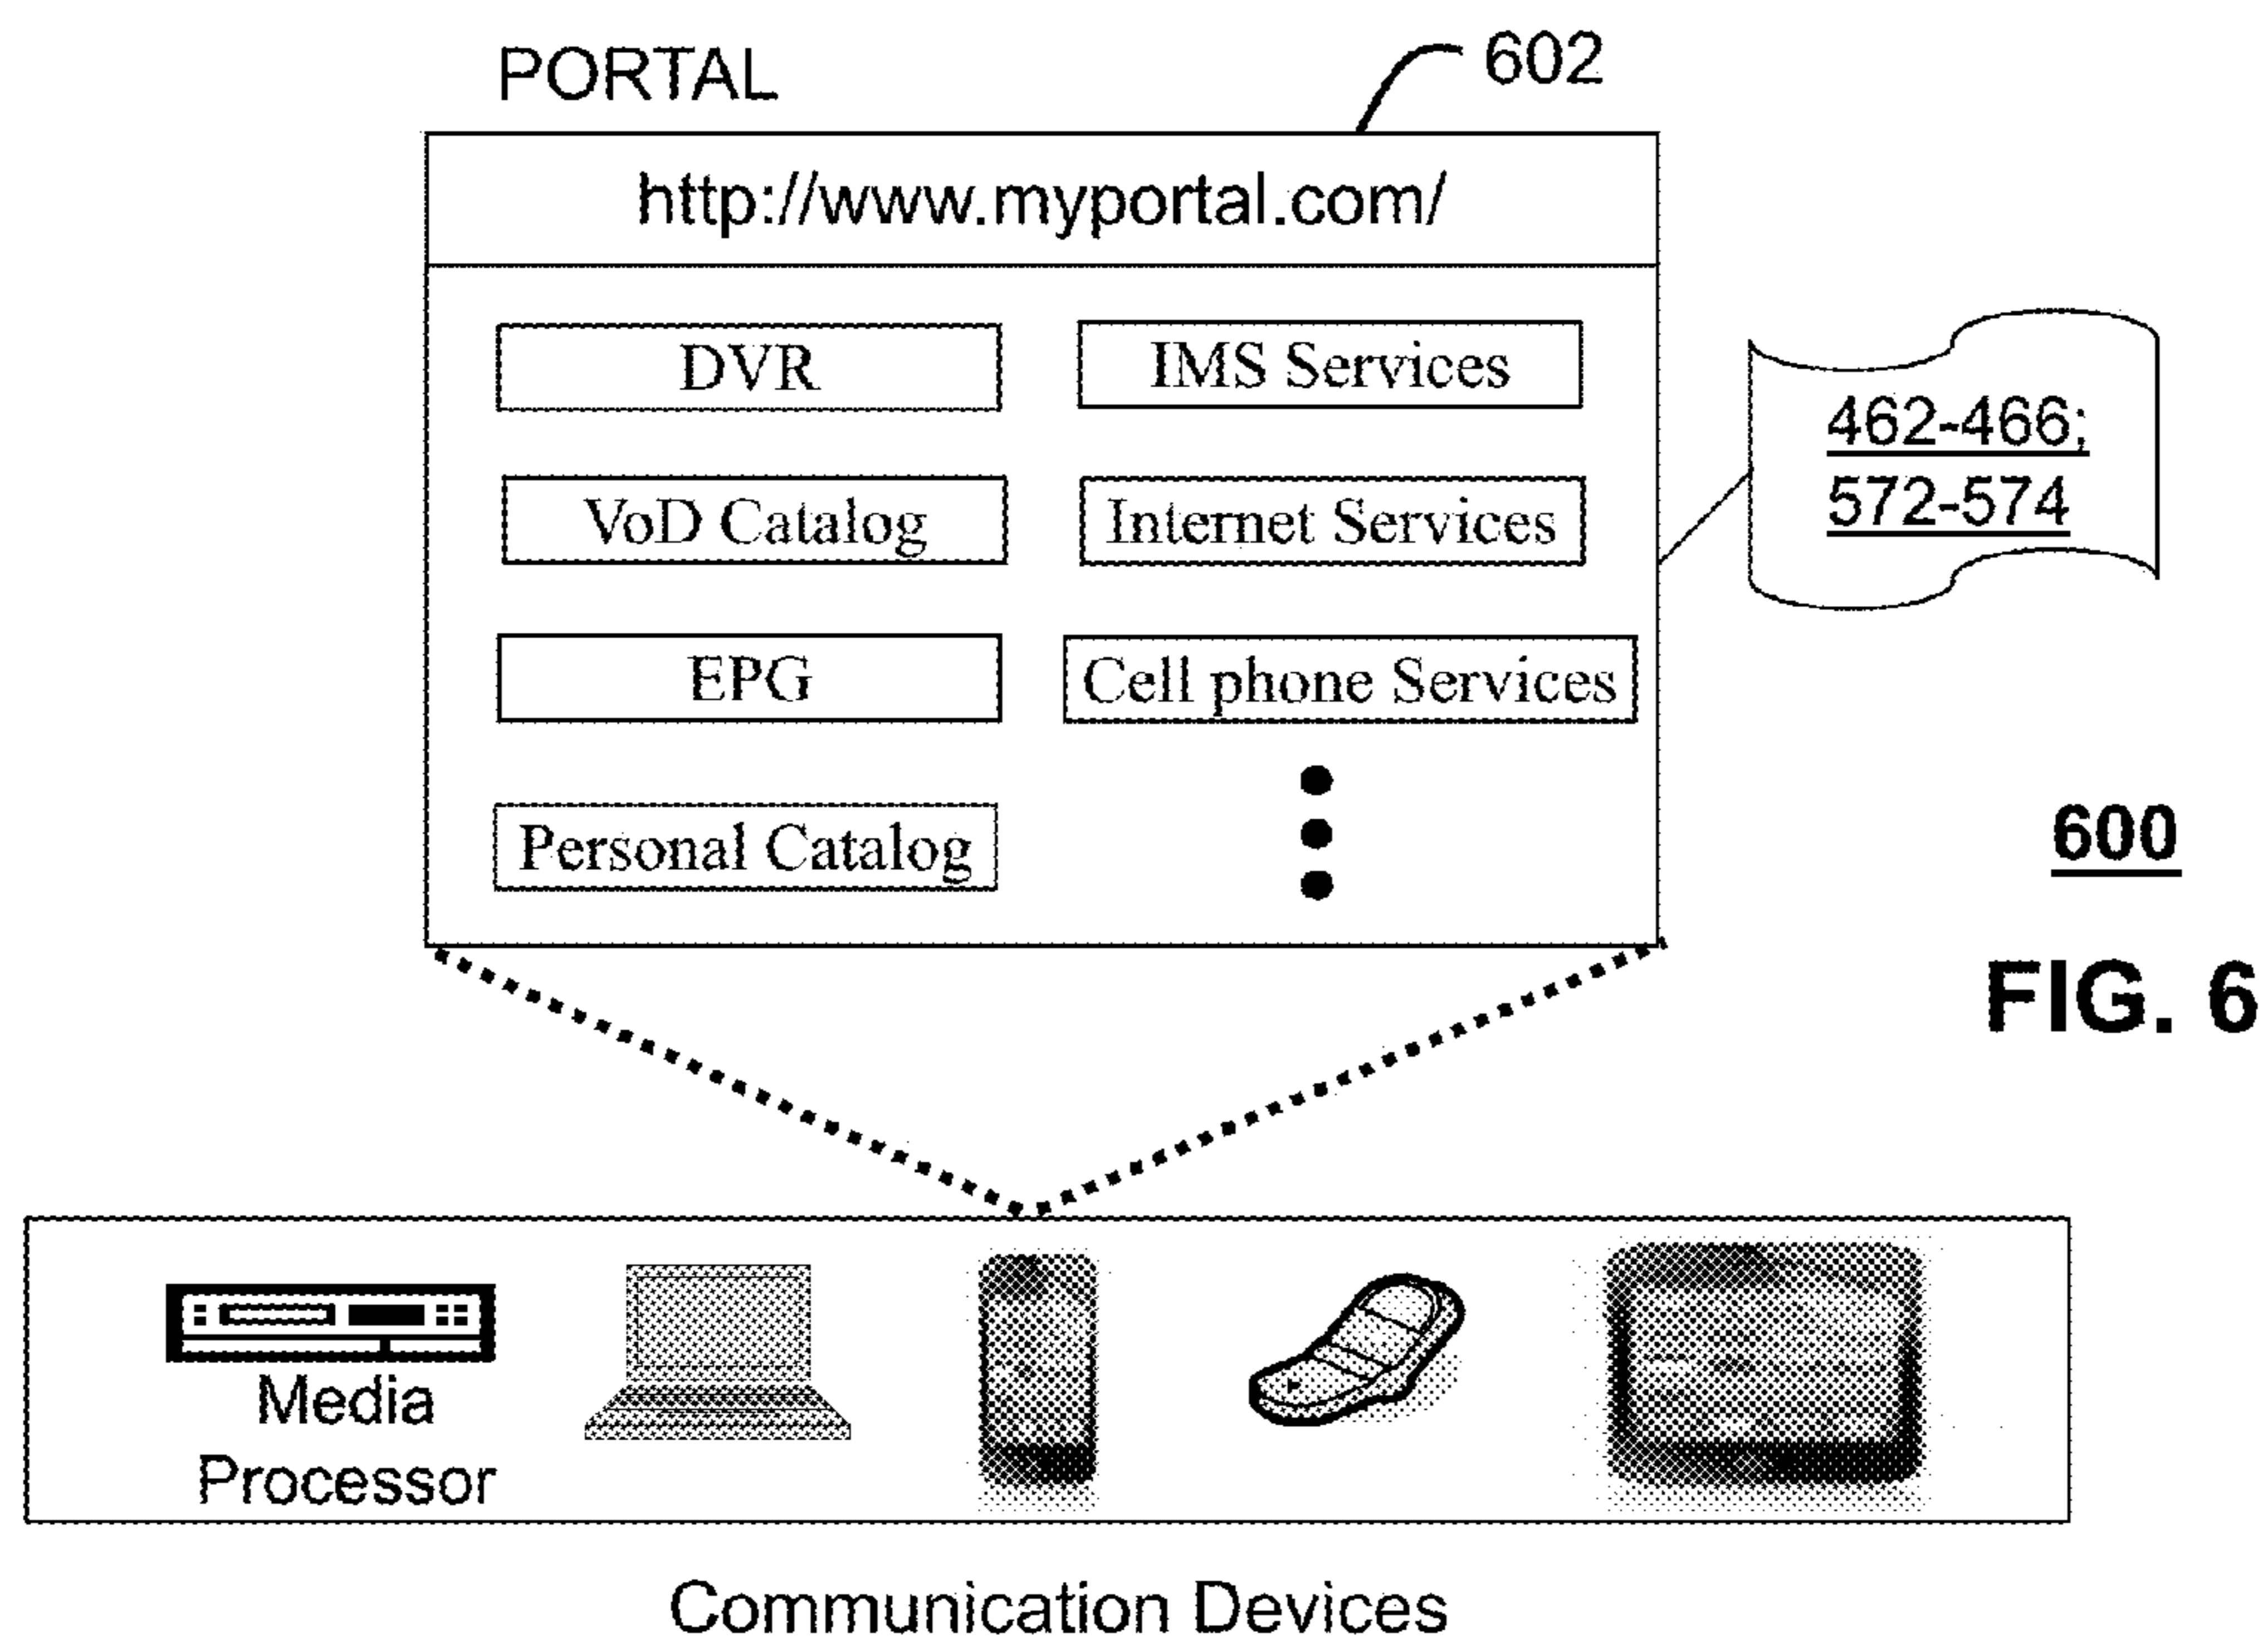 PORTAL
602
http://www.myportal.com/
DVR
IMS Services
VoD Catalog
Internet Services
EPG
Cell phone Services
Personal Catalog
462-466;
572-574
600
FIG. 6
Media
Processor
Communication Devices